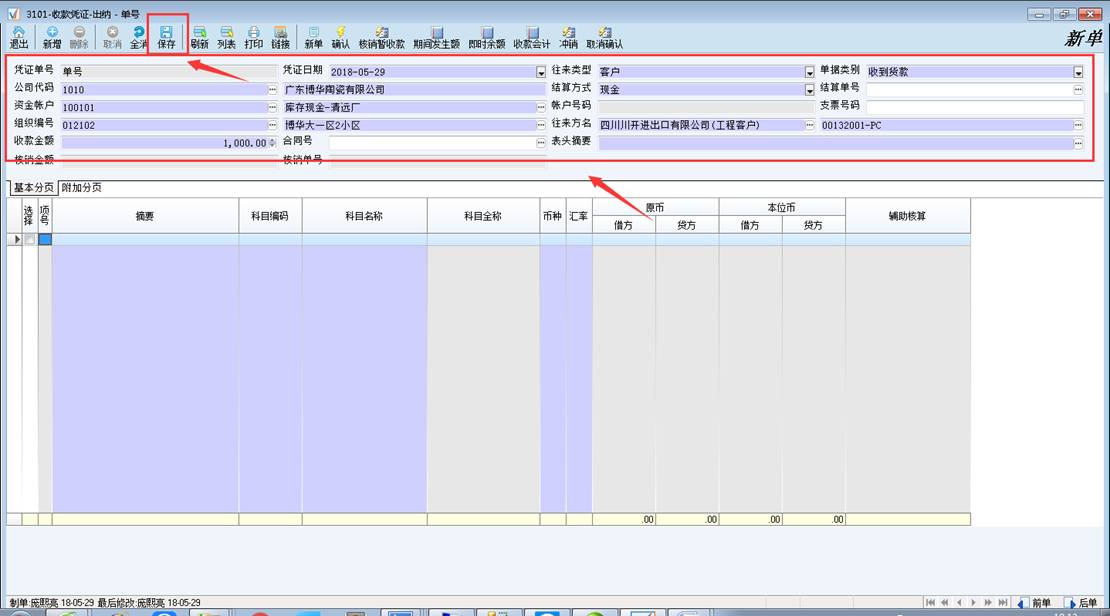 3101-收款凭证-出纳 - 单号
退出 新增 删除 取消 全消 保存 刷新 列表 打印 链接 新单 确认 核销暂收款 期间发生额 即时余额 收款会计 冲销 取消确认
新单
凭证单号 单号 凭证日期 2018-05-29 往来类型 客户 单据类别 收到货款
公司代码 1010 广东博华陶瓷有限公司 结算方式 现金 结算单号
资金帐户 100101 库存现金-清远厂 帐户号码 支票号码
组织编号 012102 博华大一区2小区 往来方名 四川川开进出口有限公司(工程客户) 00132001-PC
收款金额 1,000.00 合同号 表头摘要
核销金额 核销单号
基本分页 附加分页
选择 项号 摘要 科目编码 科目名称 科目全称 币种 汇率 原币 本位币 辅助核算
借方 贷方 借方 贷方
.00 .00 .00 .00
制单:庞熙亮 18-05-29 最后修改:庞熙亮 18-05-29 前单 后单